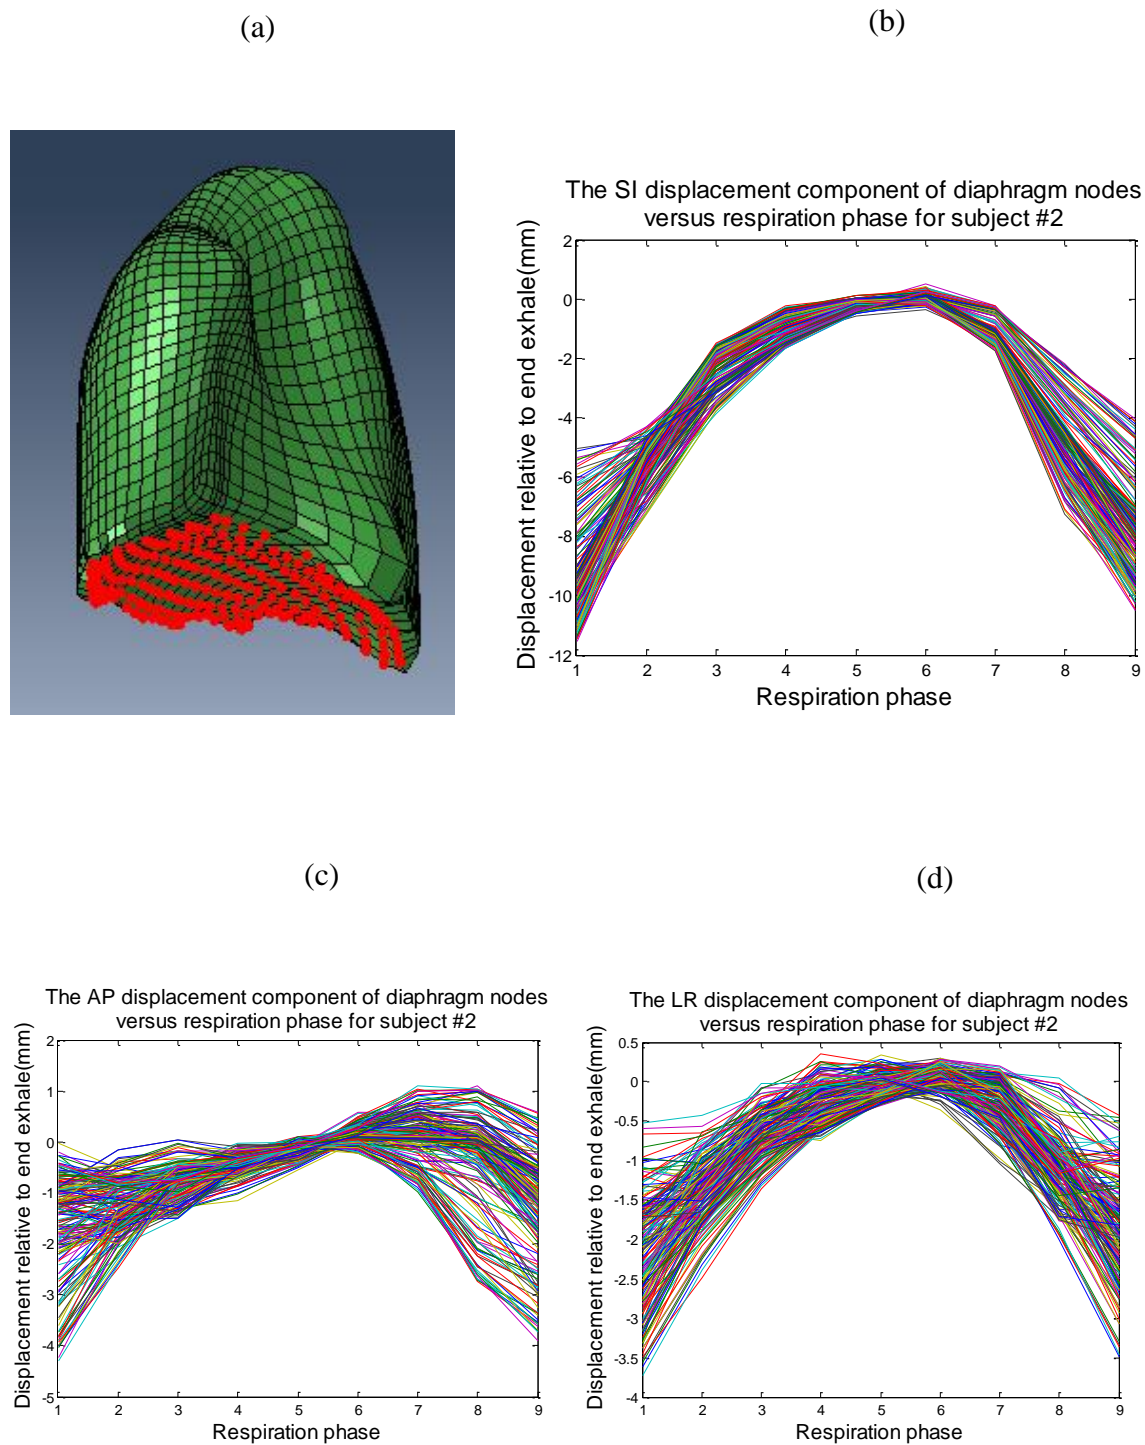 (a)
(b)
The SI displacement component of diaphragm nodes
versus respiration phase for subject #2
Displacement relative to end exhale(mm)
2
0
-2
-4
-6
-8
-10
-12
1 2 3 4 5 6 7 8 9
Respiration phase
(c)
(d)
The AP displacement component of diaphragm nodes
versus respiration phase for subject #2
Displacement relative to end exhale(mm)
2
1
0
-1
-2
-3
-4
-5
1 2 3 4 5 6 7 8 9
Respiration phase
The LR displacement component of diaphragm nodes
versus respiration phase for subject #2
Displacement relative to end exhale(mm)
0.5
0
-0.5
-1
-1.5
-2
-2.5
-3
-3.5
-4
1 2 3 4 5 6 7 8 9
Respiration phase